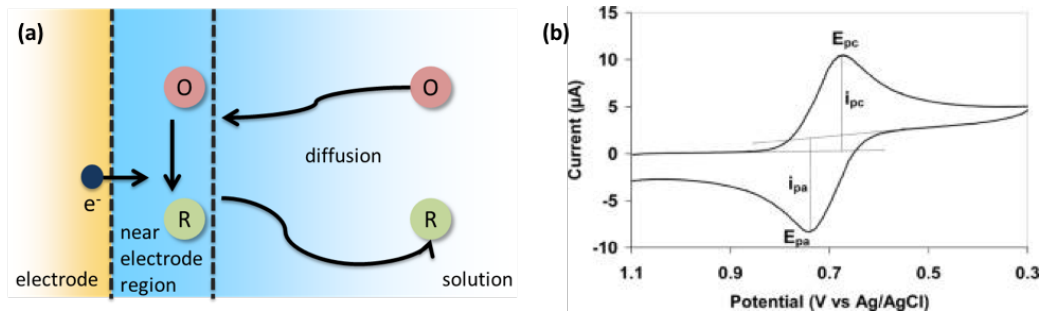 (a)
O
O
diffusion
e-
R
R
near
electrode
region
electrode
solution
(b)
Epc
15
10
5
0
-5
-10
ipc
ipa
Epa
Current (µA)
1.1 0.9 0.7 0.5 0.3
Potential (V vs Ag/AgCl)